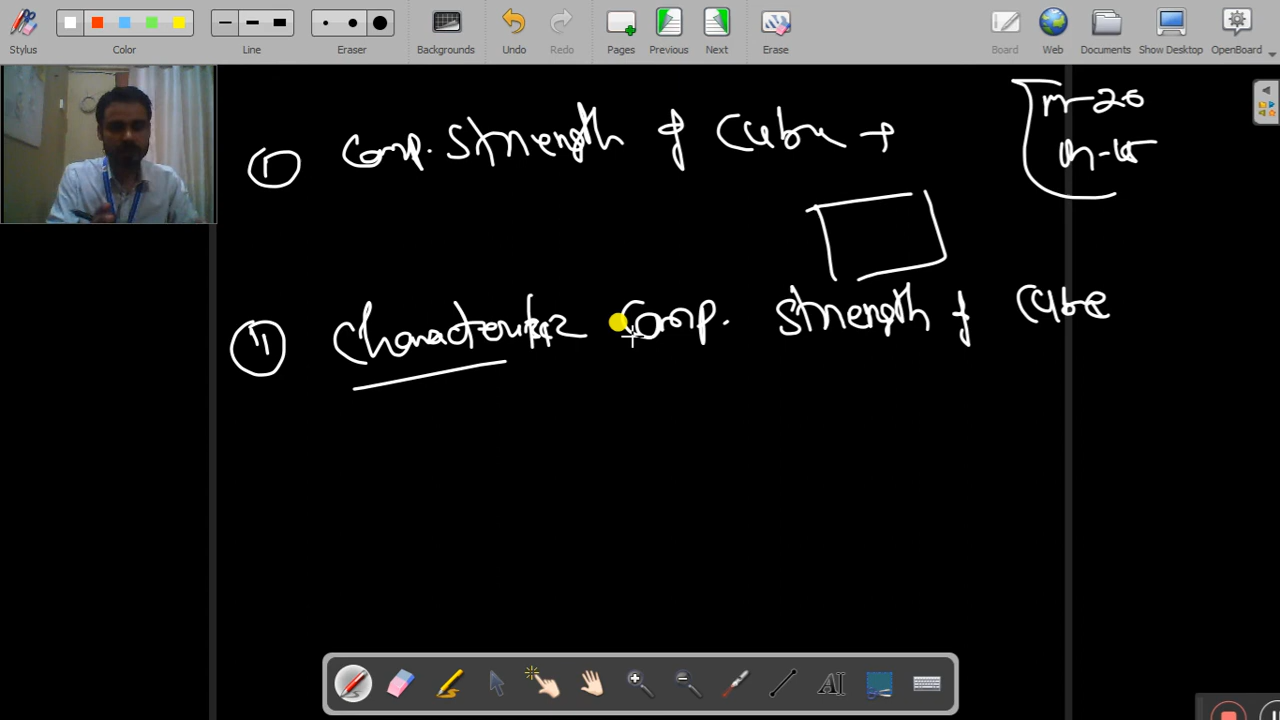 Stylus Color Line Eraser Backgrounds Undo Redo Pages Previous Next Erase Board Web Documents Show Desktop OpenBoard
m-20
① Comp. Strength of Cube →
m-15
② Characteristic Comp. Strength of Cube
AI